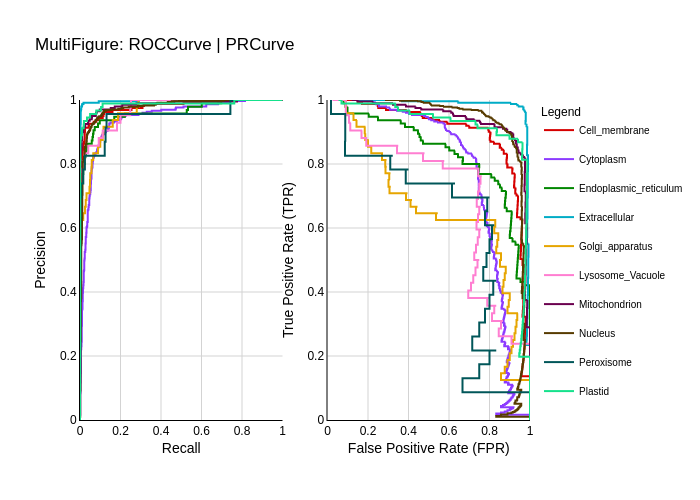 MultiFigure: ROCCurve | PRCurve
Precision
1
0.8
0.6
0.4
0.2
0
0 0.2 0.4 0.6 0.8 1
Recall
True Positive Rate (TPR)
1
0.8
0.6
0.4
0.2
0
0 0.2 0.4 0.6 0.8 1
False Positive Rate (FPR)
Legend
Cell_membrane
Cytoplasm
Endoplasmic_reticulum
Extracellular
Golgi_apparatus
Lysosome_Vacuole
Mitochondrion
Nucleus
Peroxisome
Plastid